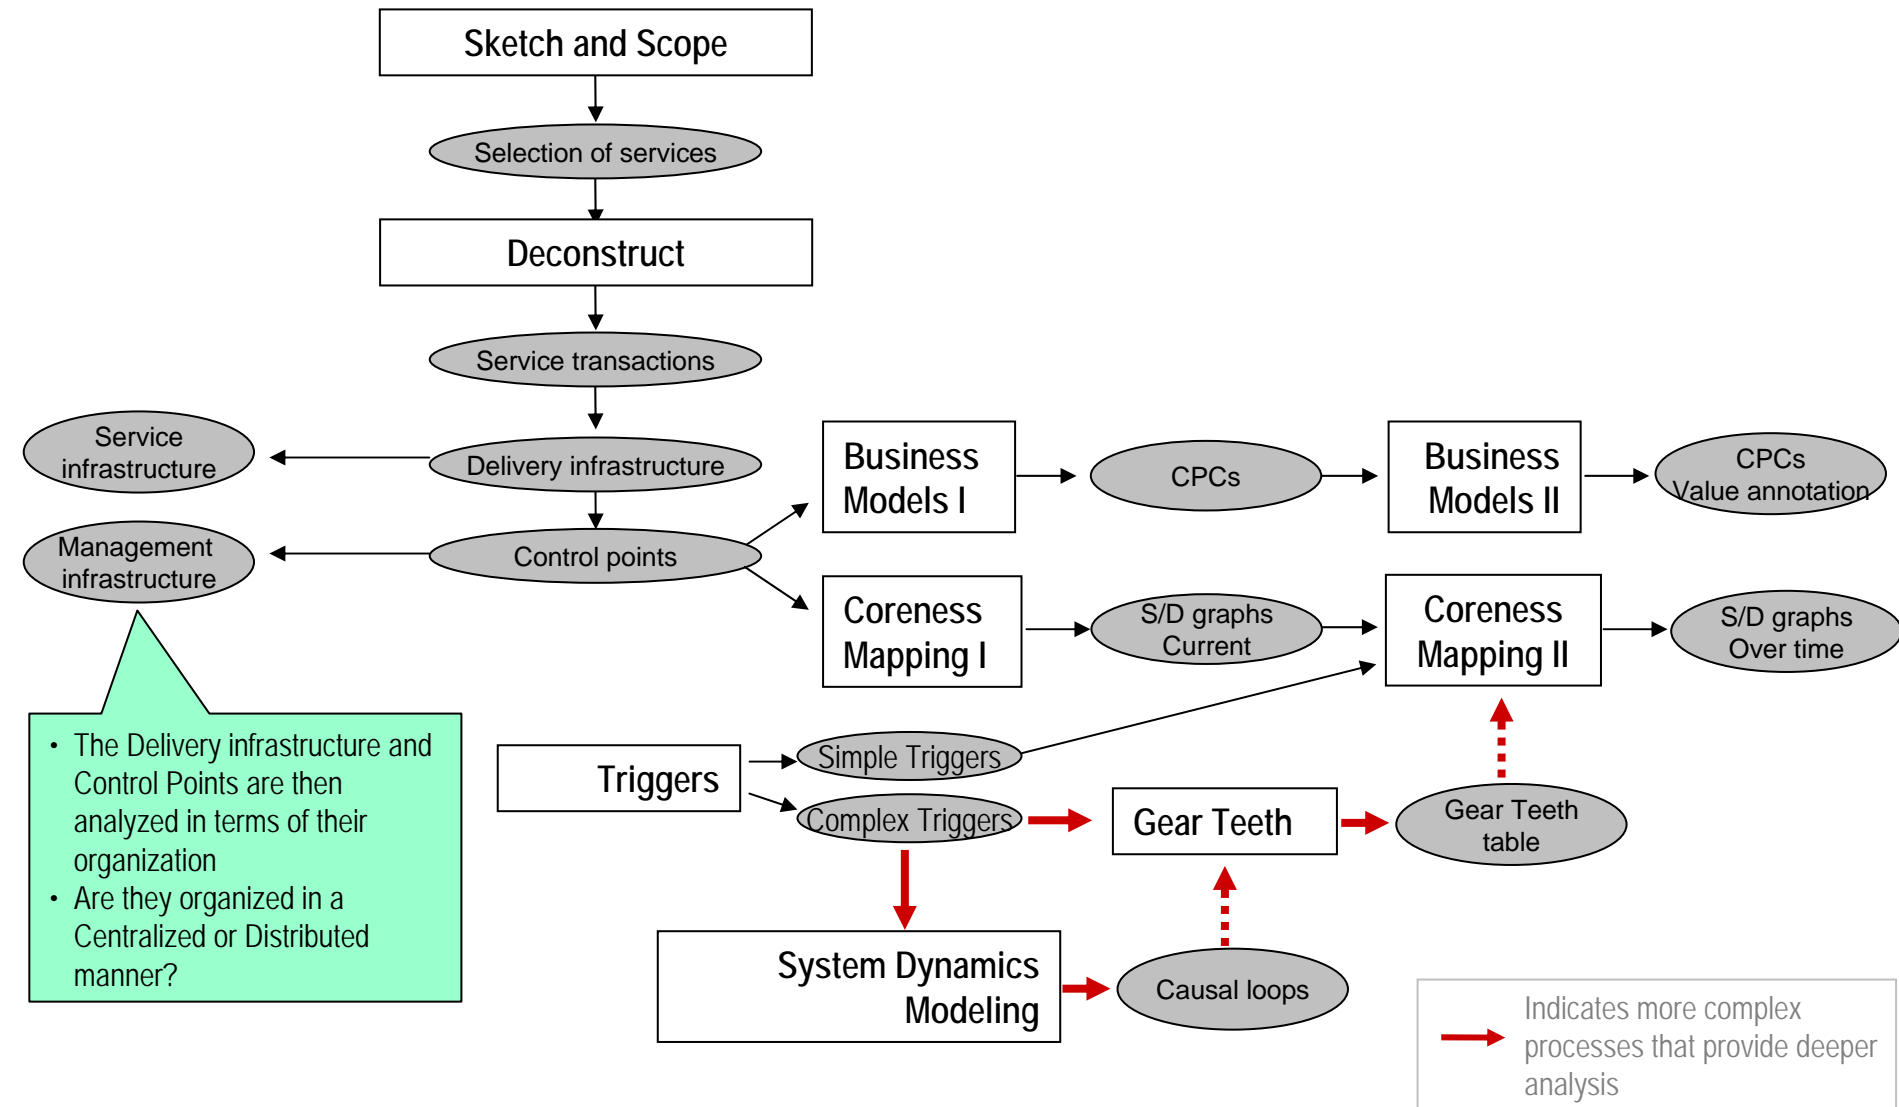 Sketch and Scope
Selection of services
Deconstruct
Service transactions
Service
infrastructure
Delivery infrastructure
Management
infrastructure
Control points
Business
Models I
CPCs
Business
Models II
CPCs
Value annotation
Coreness
Mapping I
S/D graphs
Current
Coreness
Mapping II
S/D graphs
Over time
• The Delivery infrastructure and
Control Points are then
analyzed in terms of their
organization
• Are they organized in a
Centralized or Distributed
manner?
Triggers
Simple Triggers
Complex Triggers
Gear Teeth
Gear Teeth
table
System Dynamics
Modeling
Causal loops
Indicates more complex
processes that provide deeper
analysis